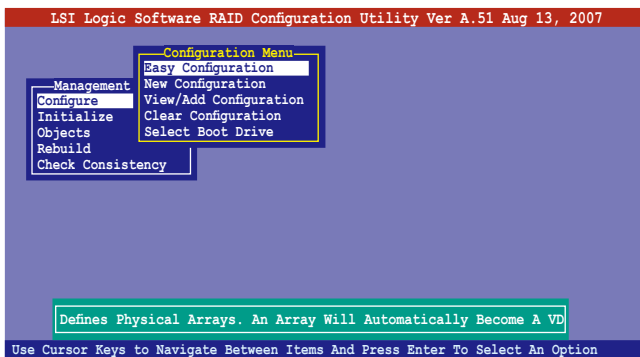 LSI Logic Software RAID Configuration Utility Ver A.51 Aug 13, 2007
Configuration Menu
Easy Configuration
New Configuration
View/Add Configuration
Clear Configuration
Select Boot Drive
Management
Configure
Initialize
Objects
Rebuild
Check Consistency
Defines Physical Arrays. An Array Will Automatically Become A VD
Use Cursor Keys to Navigate Between Items And Press Enter To Select An Option